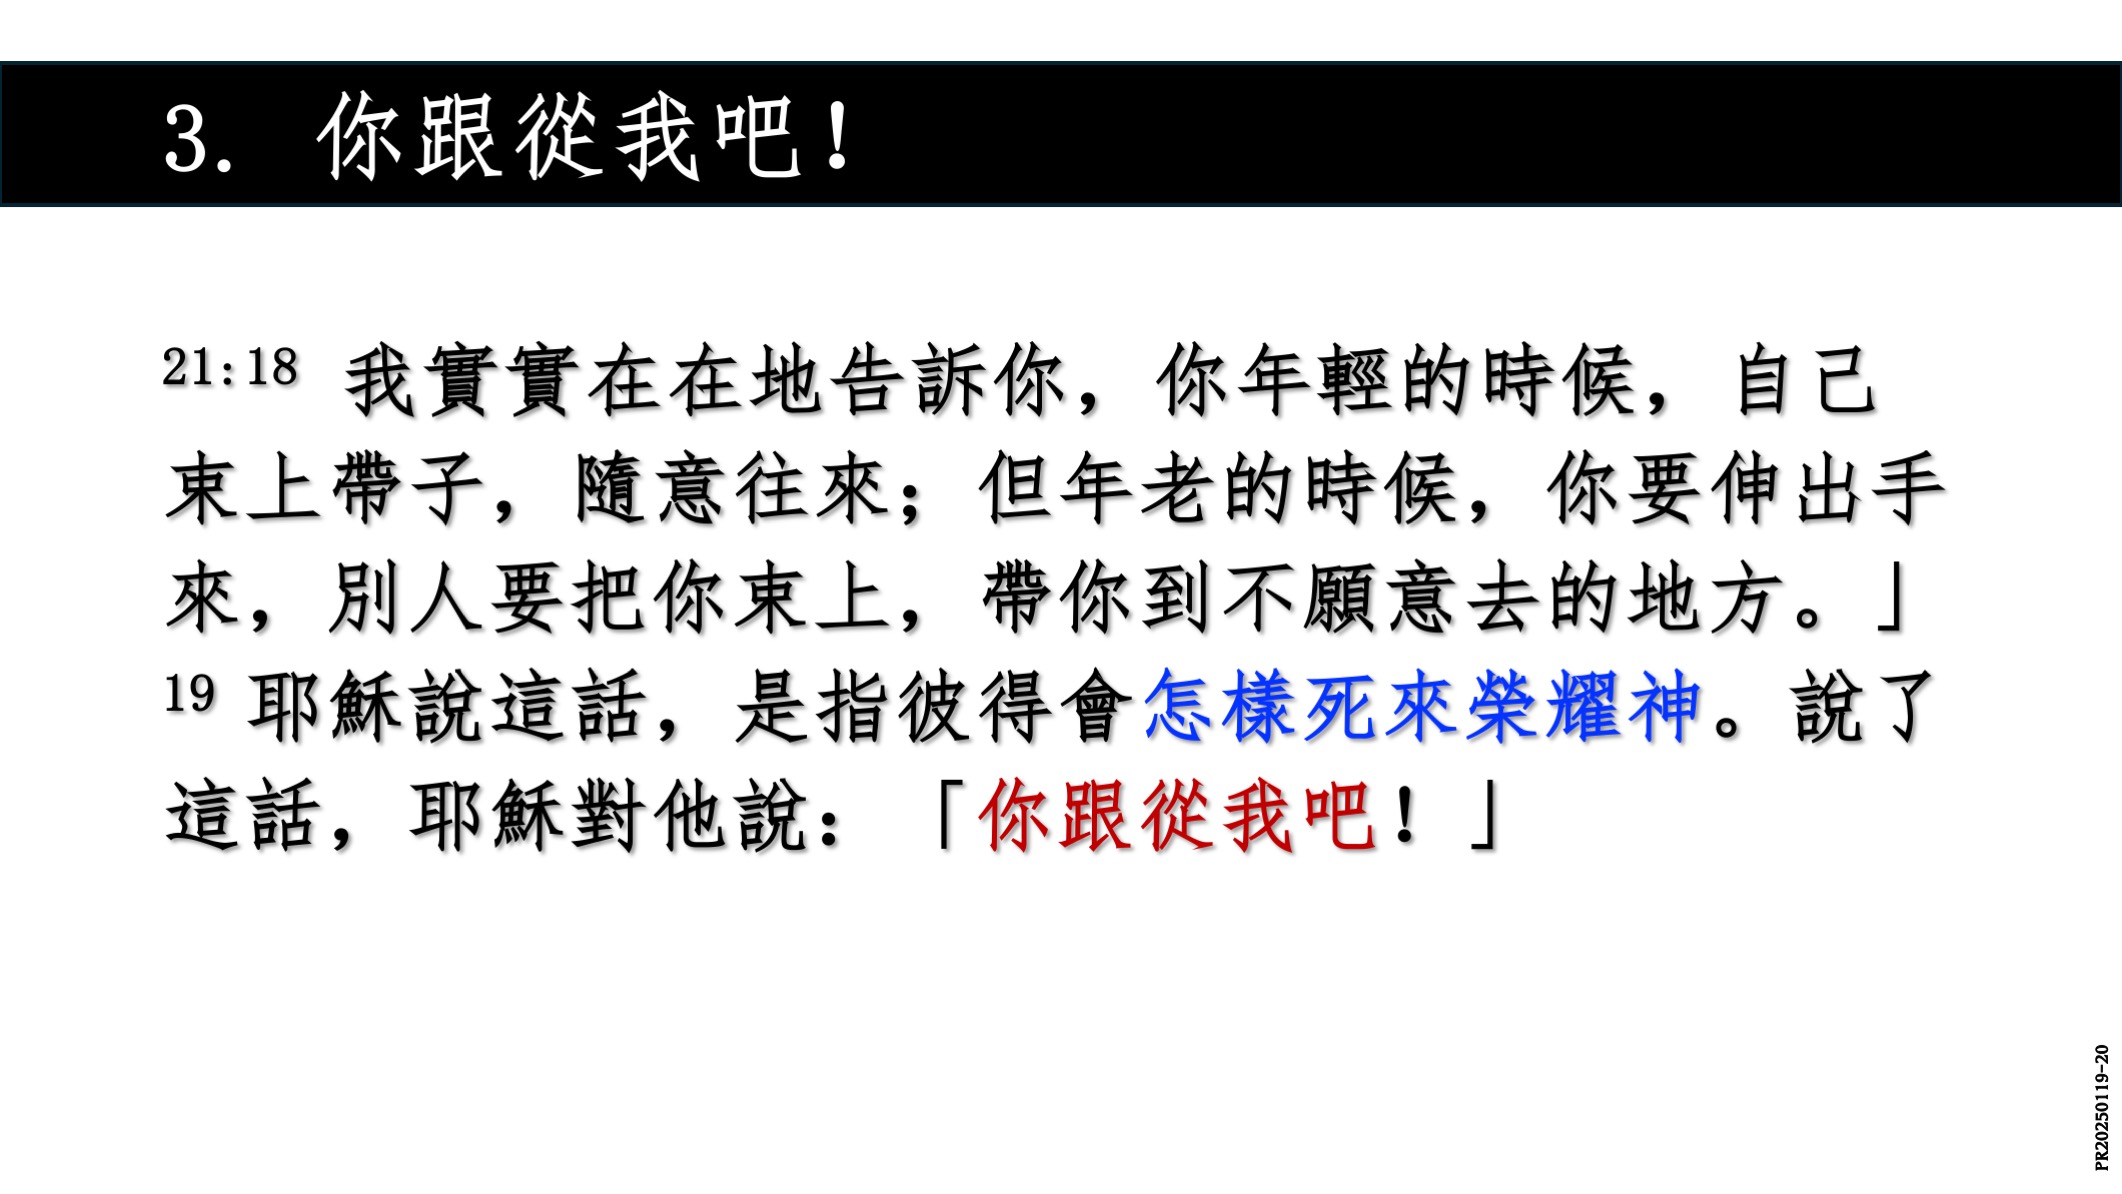 3. 你跟從我吧！
21:18 我實實在在地告訴你，你年輕的時候，自己
束上帶子，隨意往來；但年老的時候，你要伸出手
來，別人要把你束上，帶你到不願意去的地方。」
19 耶穌說這話，是指彼得會怎樣死來榮耀神。說了
這話，耶穌對他說：「你跟從我吧！」
PR20250119-20